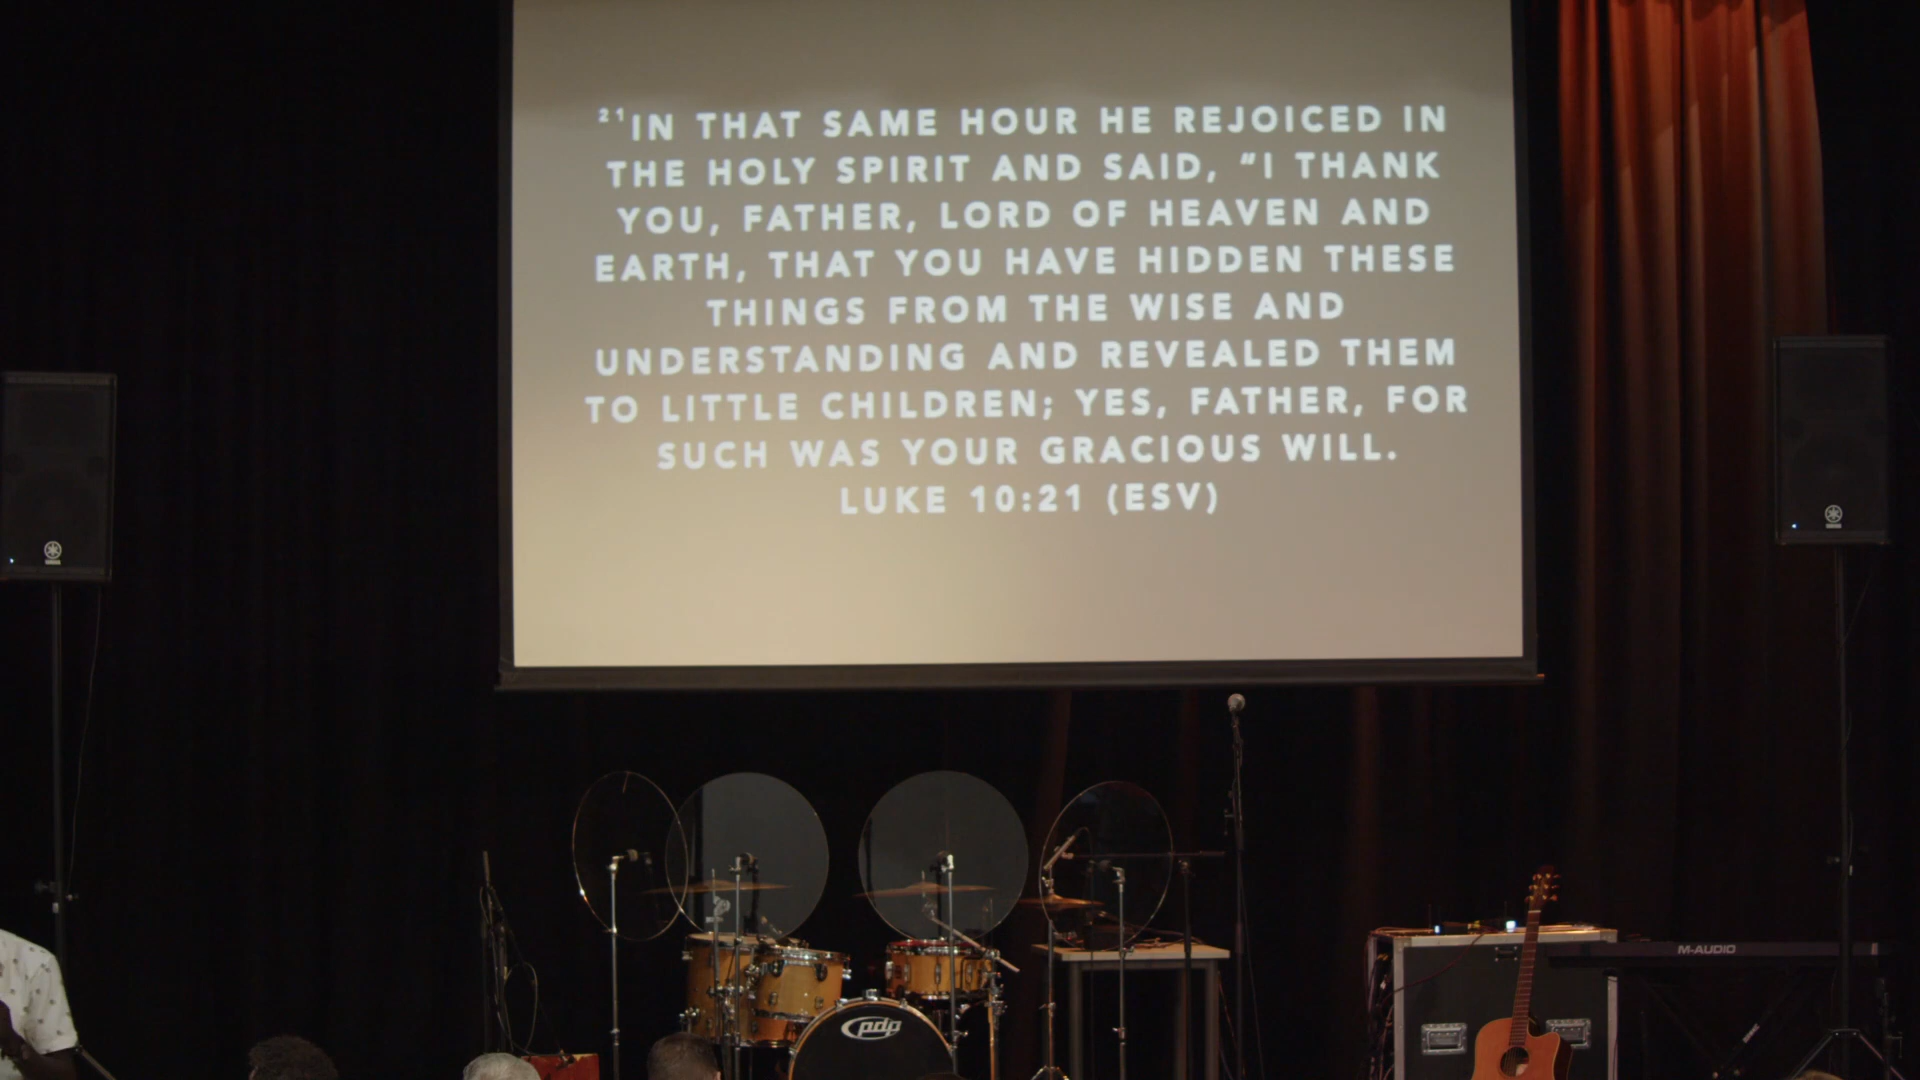 ²¹IN THAT SAME HOUR HE REJOICED IN
THE HOLY SPIRIT AND SAID, “I THANK
YOU, FATHER, LORD OF HEAVEN AND
EARTH, THAT YOU HAVE HIDDEN THESE
THINGS FROM THE WISE AND
UNDERSTANDING AND REVEALED THEM
TO LITTLE CHILDREN; YES, FATHER, FOR
SUCH WAS YOUR GRACIOUS WILL.
LUKE 10:21 (ESV)
M-AUDIO
pdp